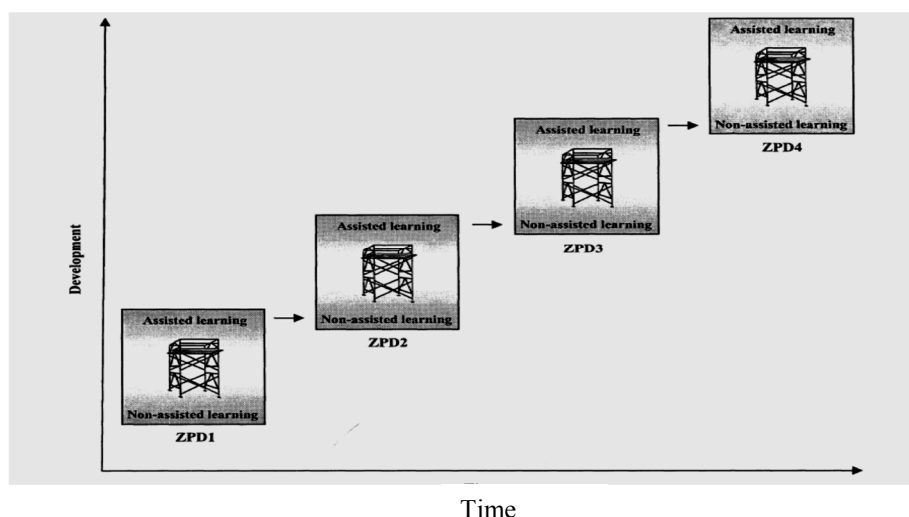 Assisted learning
Non-assisted learning
ZPD4
Assisted learning
Non-assisted learning
ZPD3
Assisted learning
Non-assisted learning
ZPD2
Assisted learning
Non-assisted learning
ZPD1
Development
Time